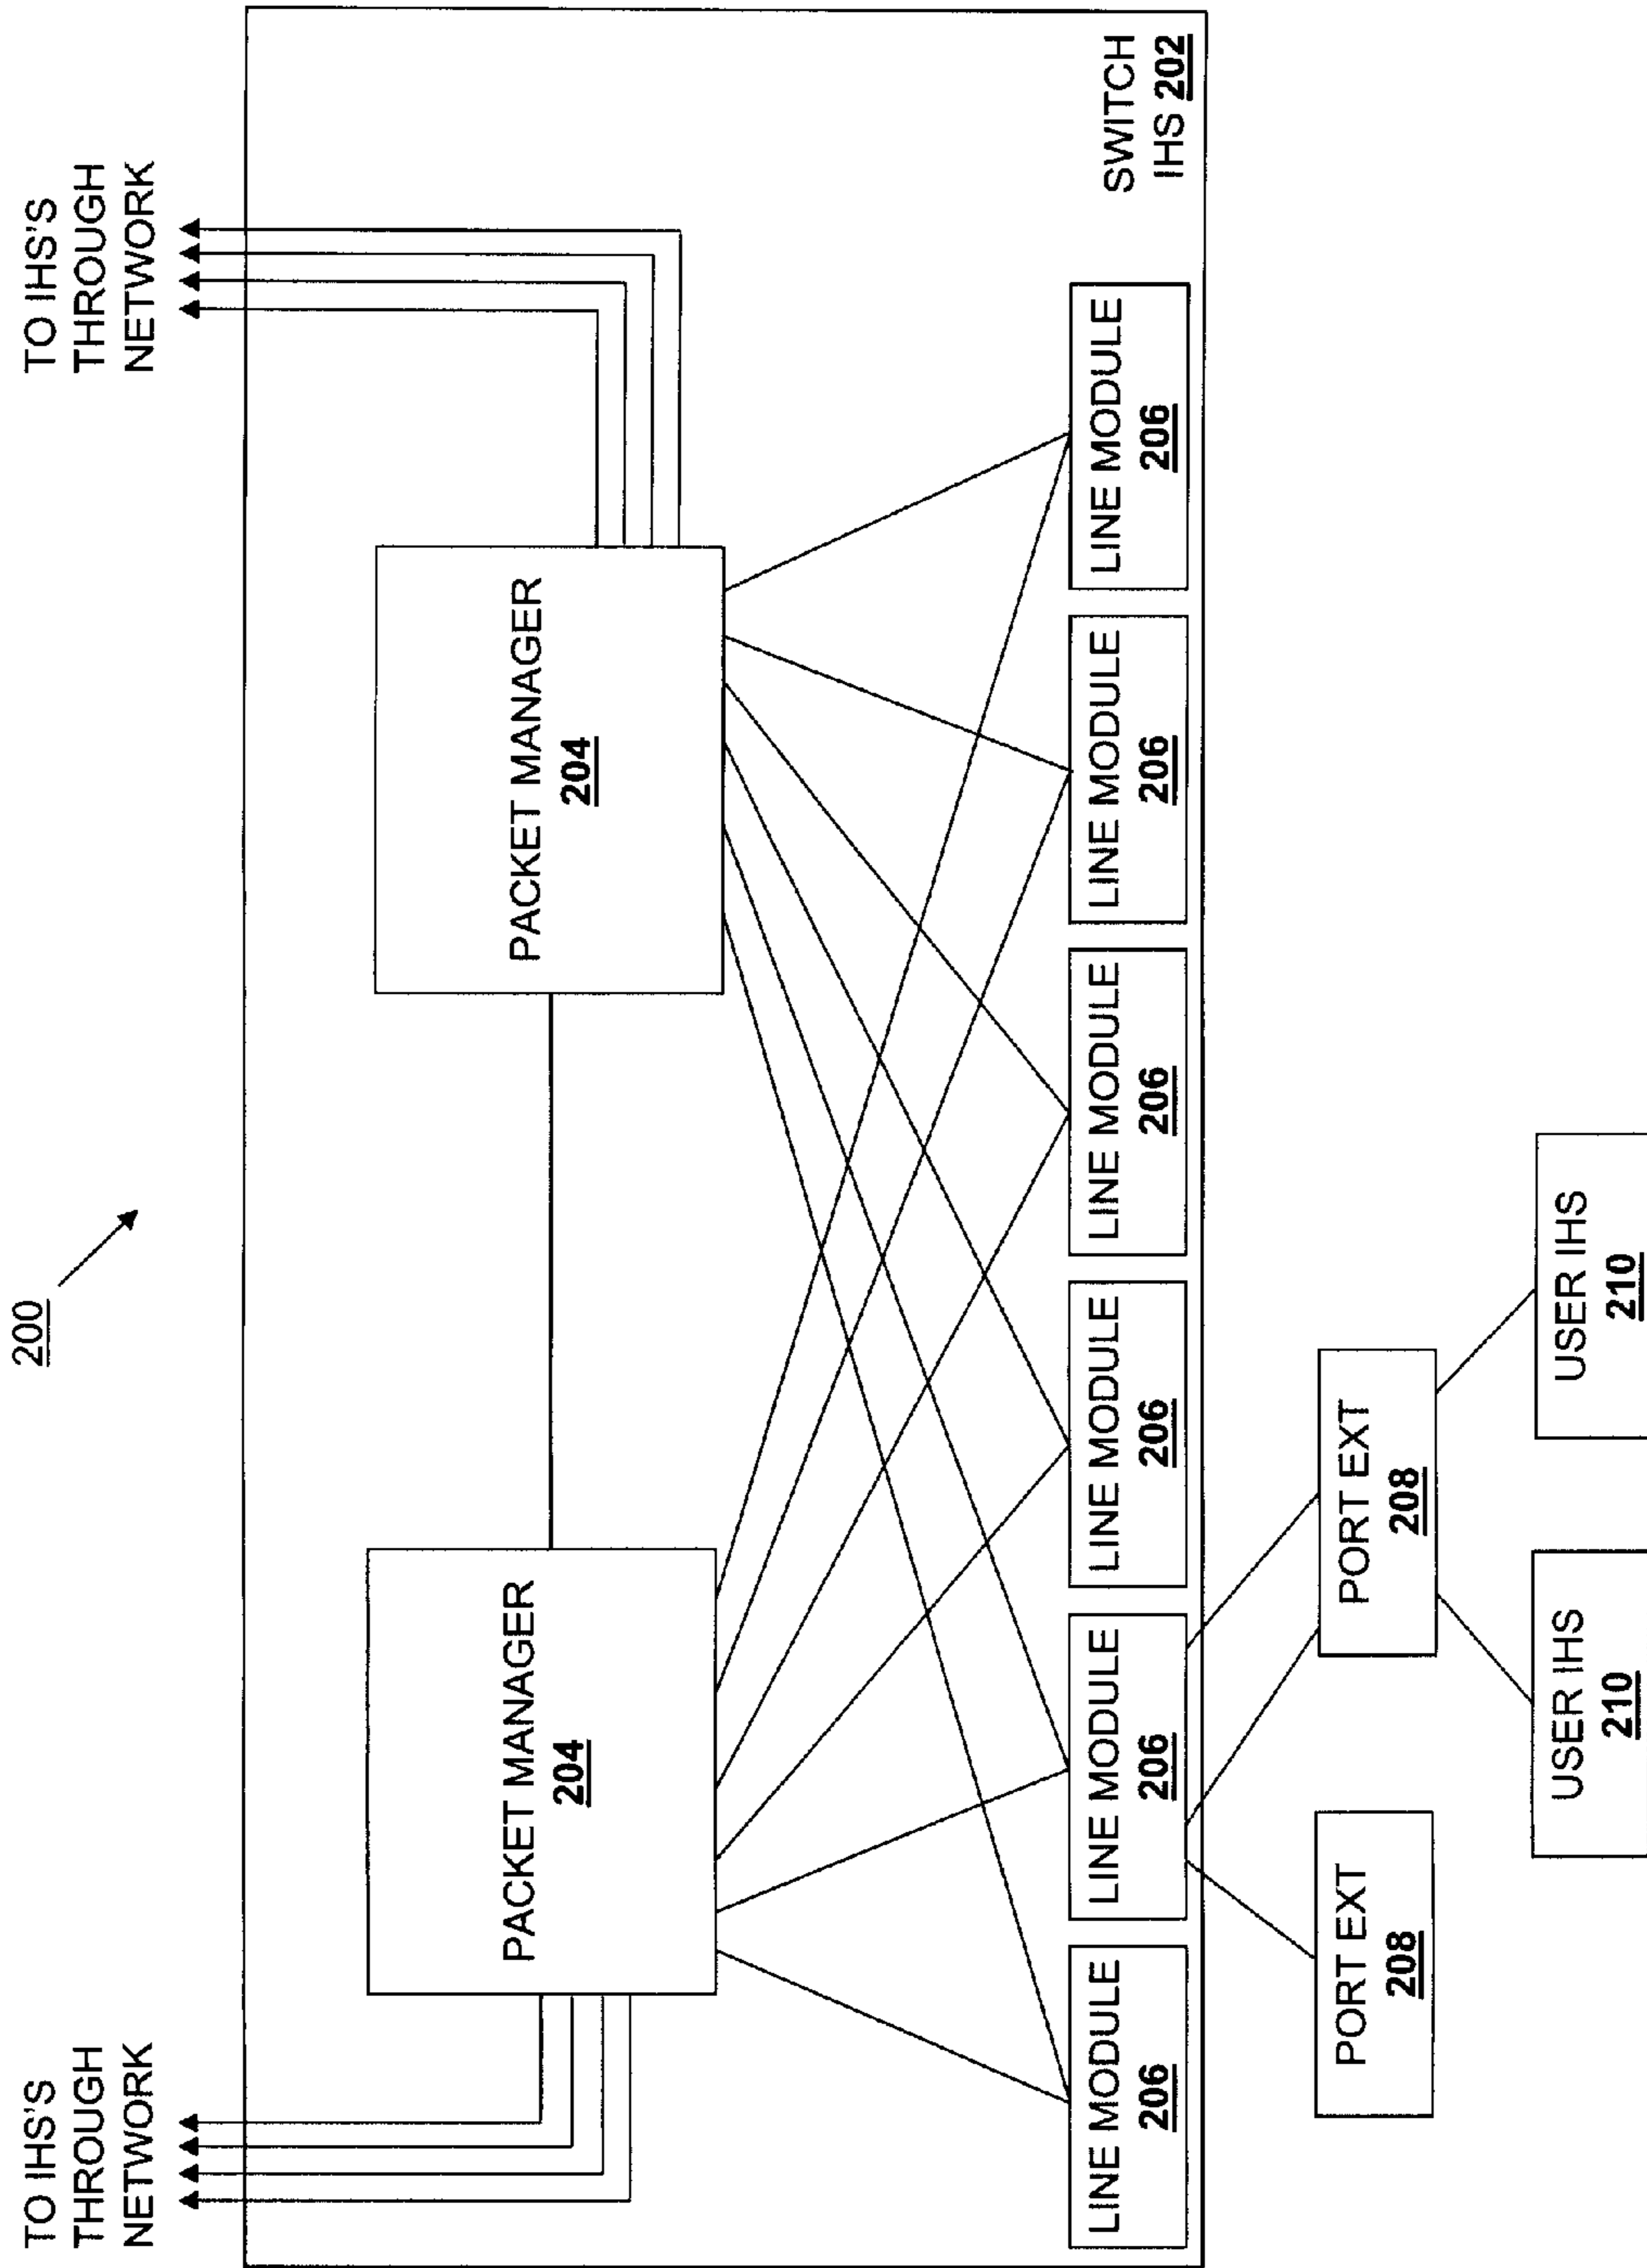 200
TO IHS'S
THROUGH
NETWORK
TO IHS'S
THROUGH
NETWORK
PACKET MANAGER
204
PACKET MANAGER
204
LINE MODULE
206
LINE MODULE
206
LINE MODULE
206
LINE MODULE
206
LINE MODULE
206
LINE MODULE
206
SWITCH
IHS 202
PORT EXT
208
PORT EXT
208
USER IHS
210
USER IHS
210